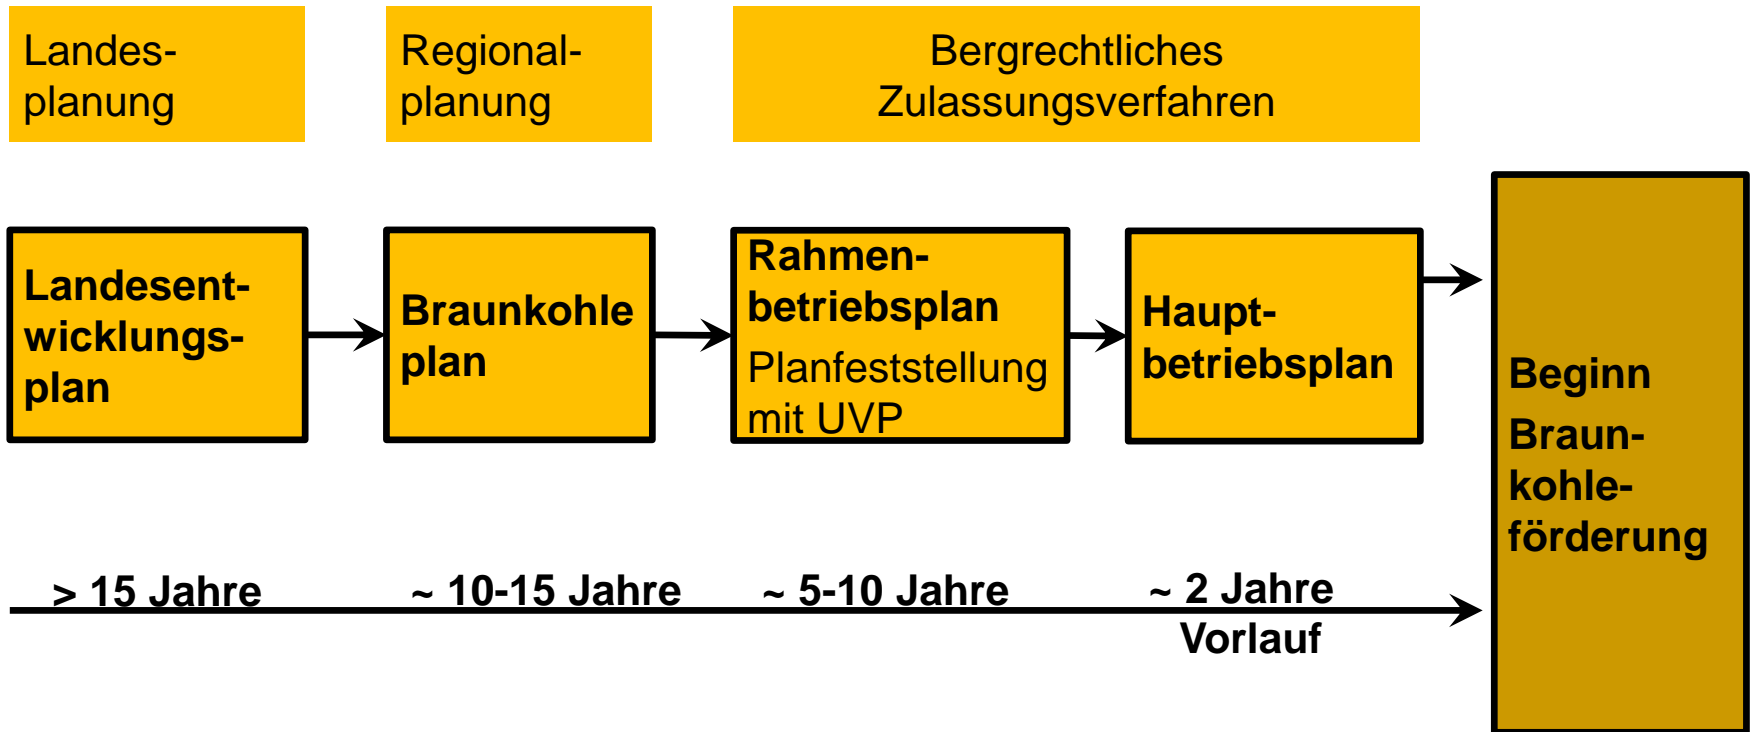 Landes-
planung
Regional-
planung
Bergrechtliches
Zulassungsverfahren
Landesent-
wicklungs-
plan
Braunkohle
plan
Rahmen-
betriebsplan
Planfeststellung
mit UVP
Haupt-
betriebsplan
Beginn
Braun-
kohle-
förderung
> 15 Jahre
~ 10-15 Jahre
~ 5-10 Jahre
~ 2 Jahre
Vorlauf